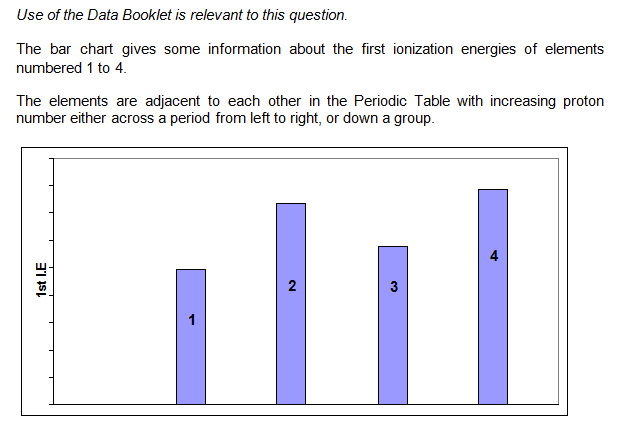 Use of the Data Booklet is relevant to this question.
The bar chart gives some information about the first ionization energies of elements
numbered 1 to 4.
The elements are adjacent to each other in the Periodic Table with increasing proton
number either across a period from left to right, or down a group.
1st I.E
1
2
3
4